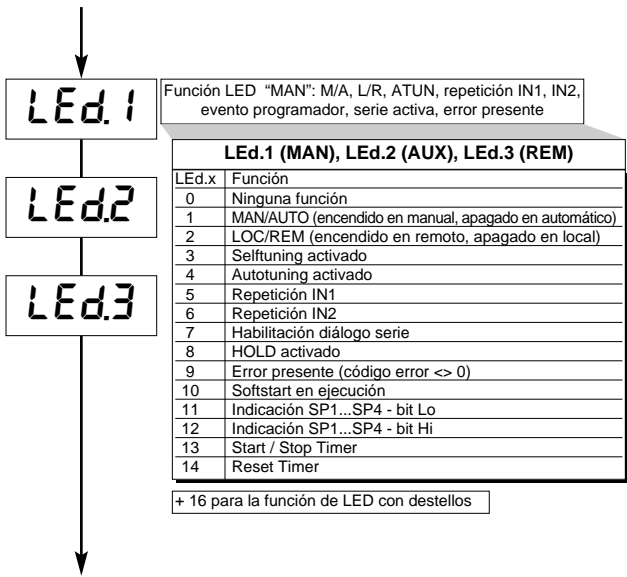 LEd.1
Función LED “MAN”: M/A, L/R, ATUN, repetición IN1, IN2,
evento programador, serie activa, error presente
LEd.1 (MAN), LEd.2 (AUX), LEd.3 (REM)
LEd.x Función
0 Ninguna función
1 MAN/AUTO (encendido en manual, apagado en automático)
2 LOC/REM (encendido en remoto, apagado en local)
3 Selftuning activado
4 Autotuning activado
5 Repetición IN1
6 Repetición IN2
7 Habilitación diálogo serie
8 HOLD activado
9 Error presente (código error <> 0)
10 Softstart en ejecución
11 Indicación SP1...SP4 - bit Lo
12 Indicación SP1...SP4 - bit Hi
13 Start / Stop Timer
14 Reset Timer
+ 16 para la función de LED con destellos
LEd.2
LEd.3